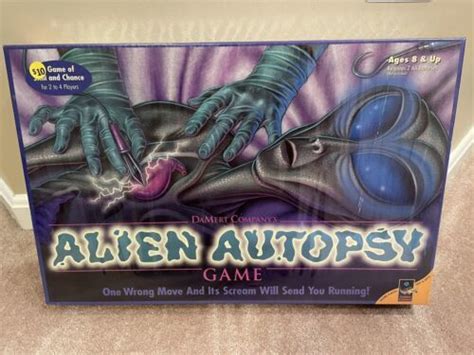 $10 Game of
Skill and Chance
for 2 to 4 Players
Ages 8 & Up
DaMert Company's
ALIEN AUTOPSY
GAME
One Wrong Move And Its Scream Will Send You Running!